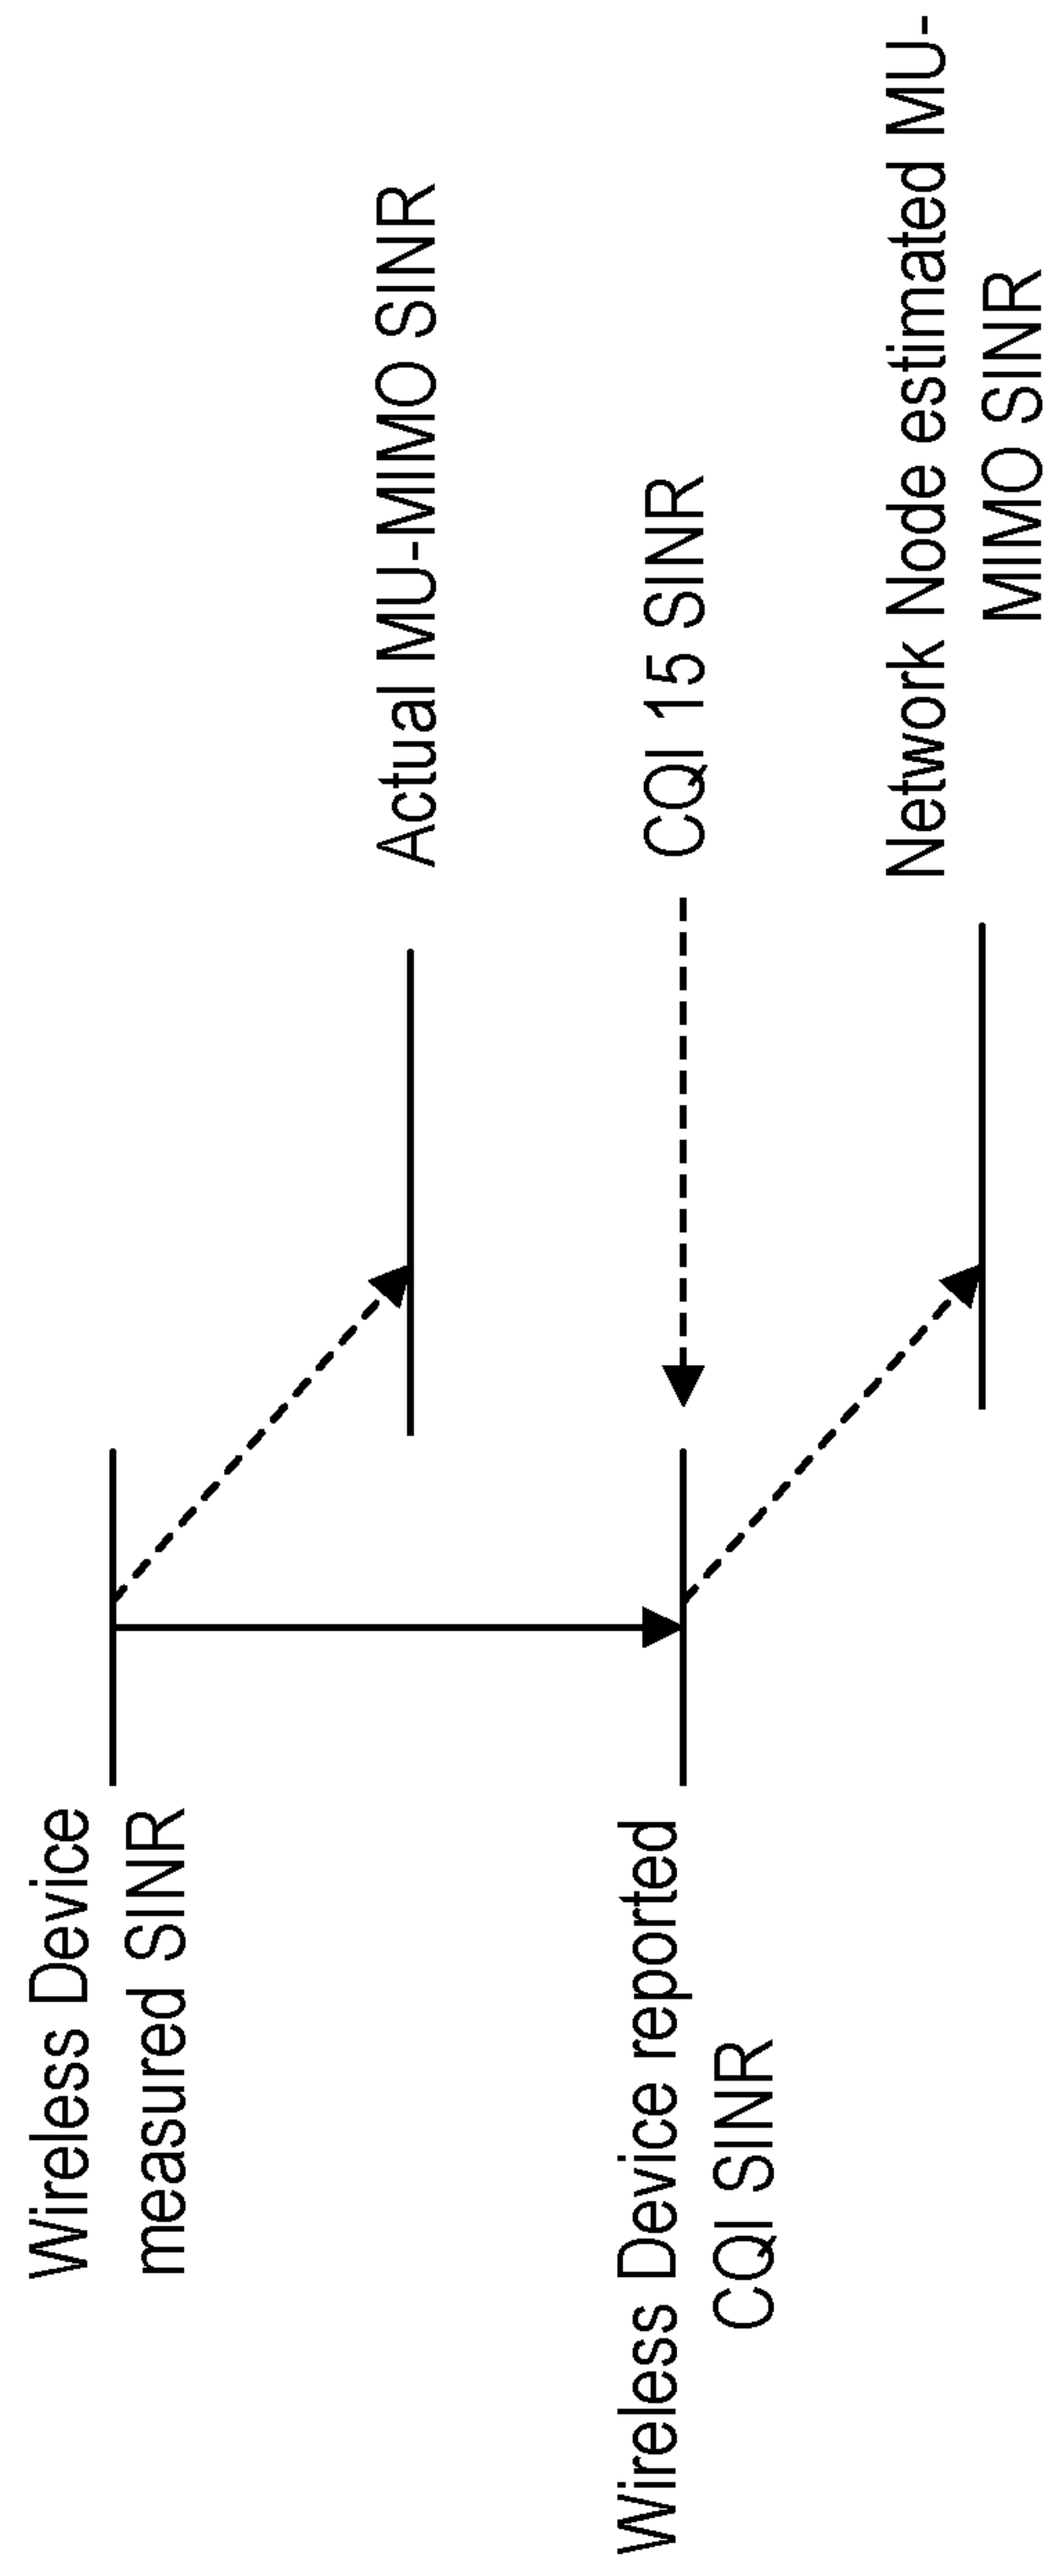 Wireless Device
measured SINR
Actual MU-MIMO SINR
Wireless Device reported
CQI SINR
CQI 15 SINR
Network Node estimated MU-
MIMO SINR